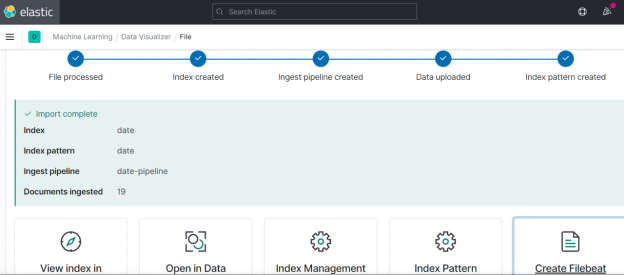 elastic
Search Elastic
D Machine Learning / Data Visualizer / File
File processed Index created Ingest pipeline created Data uploaded Index pattern created
Import complete
Index date
Index pattern date
Ingest pipeline date-pipeline
Documents ingested 19
View index in Open in Data Index Management Index Pattern Create Filebeat